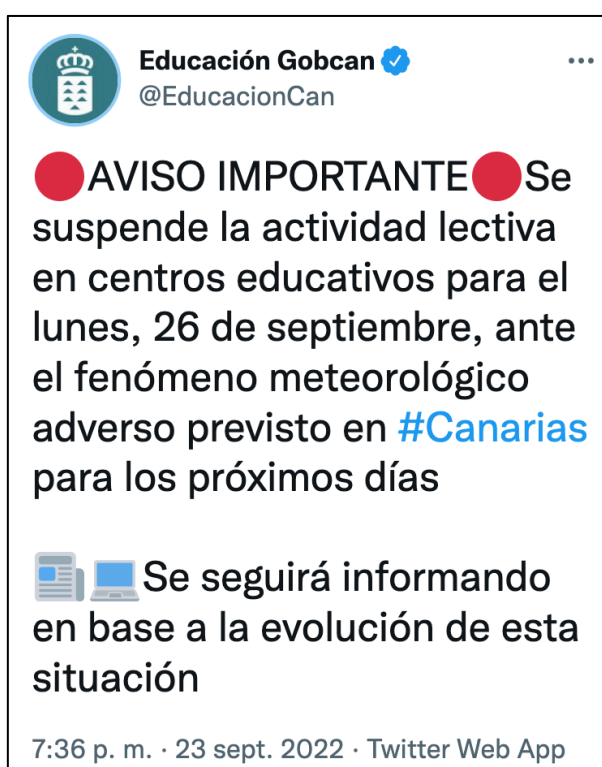 Educación Gobcan
@EducacionCan
🔴AVISO IMPORTANTE🔴Se
suspende la actividad lectiva
en centros educativos para el
lunes, 26 de septiembre, ante
el fenómeno meteorológico
adverso previsto en #Canarias
para los próximos días
📰💻Se seguirá informando
en base a la evolución de esta
situación
7:36 p. m. · 23 sept. 2022 · Twitter Web App